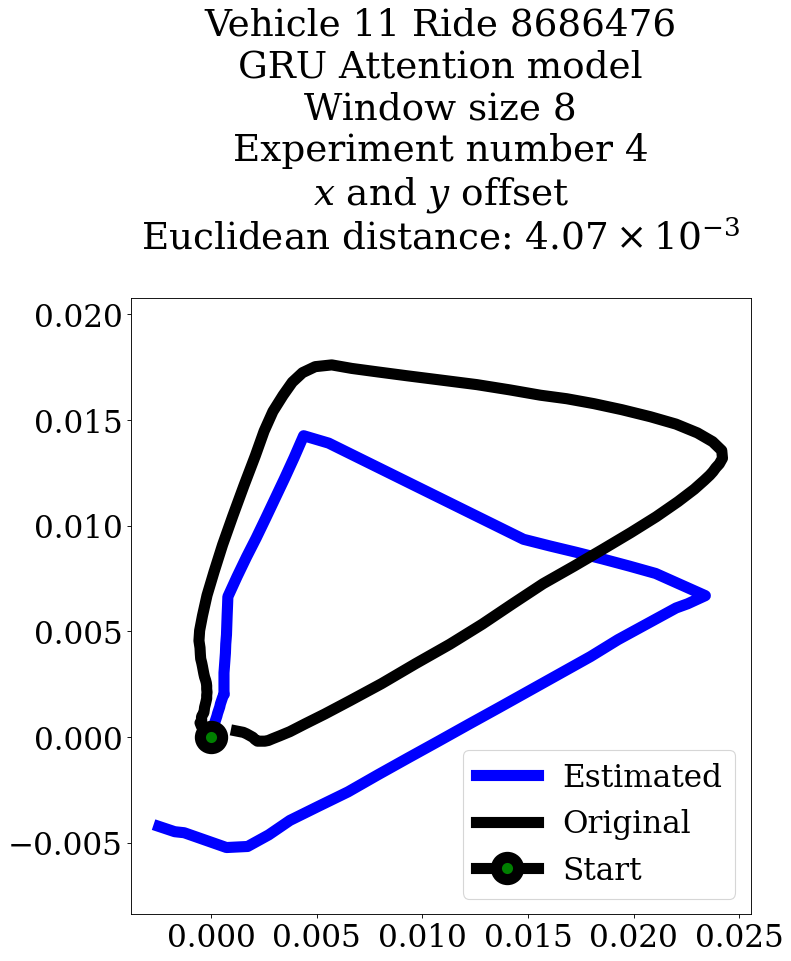 Vehicle 11 Ride 8686476
GRU Attention model
Window size 8
Experiment number 4
x and y offset
Euclidean distance: 4.07 × 10⁻³
0.020
0.015
0.010
0.005
0.000
−0.005
Estimated
Original
Start
0.000 0.005 0.010 0.015 0.020 0.025